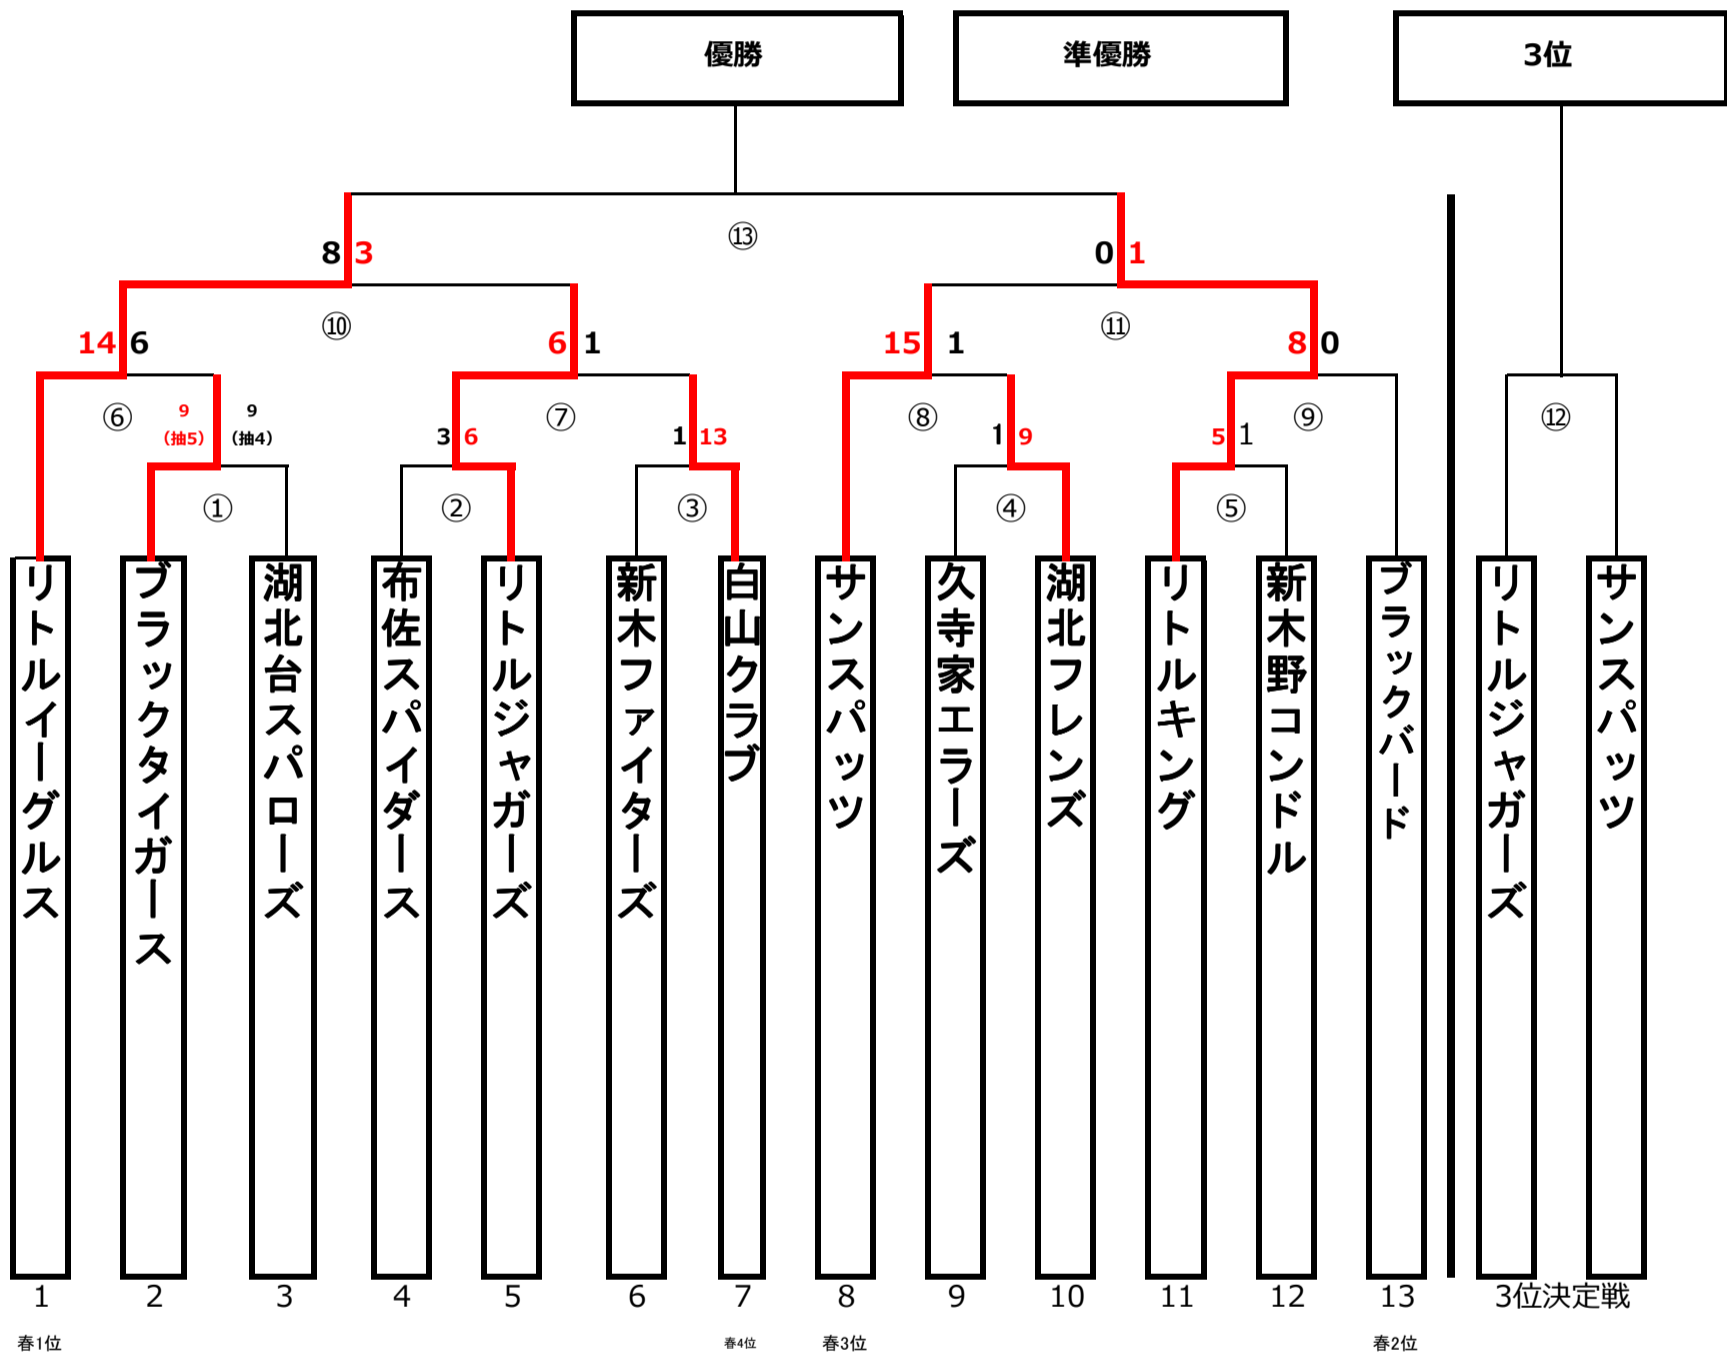 優勝
準優勝
3位
⑬
8 3
0 1
⑩
⑪
14 6
6 1
15 1
8 0
⑥
⑦
⑧
⑨
⑫
9 9
(抽5) (抽4)
3 6
1 13
1 9
5 1
①
②
③
④
⑤
リトルイーグルス
ブラックタイガース
湖北台スパローズ
布佐スパイダース
リトルジャガーズ
新木ファイターズ
白山クラブ
サンスパッツ
久寺家エラーズ
湖北フレンズ
リトルキング
新木野コンドル
ブラックバード
リトルジャガーズ
サンスパッツ
1 2 3 4 5 6 7 8 9 10 11 12 13 3位決定戦
春1位 春4位 春3位 春2位